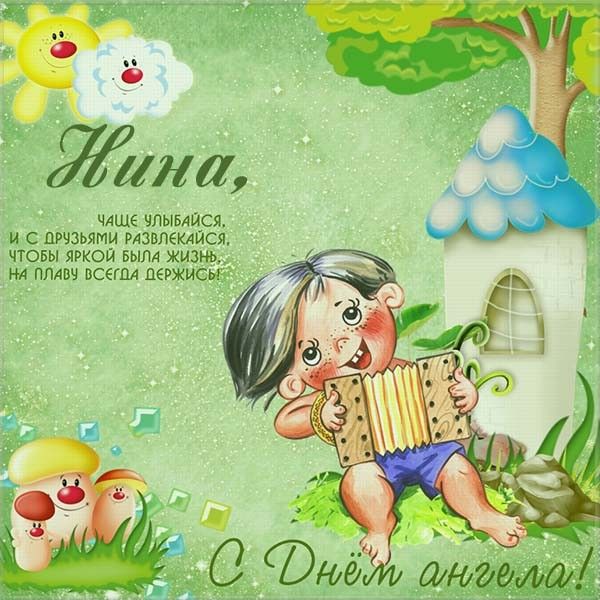 Нина,
ЧАЩЕ УЛЫБАЙСЯ,
И С ДРУЗЬЯМИ РАЗВЛЕКАЙСЯ,
ЧТОБЫ ЯРКОЙ БЫЛА ЖИЗНЬ,
НА ПЛАВУ ВСЕГДА ДЕРЖИСЬ!
С Днём ангела!